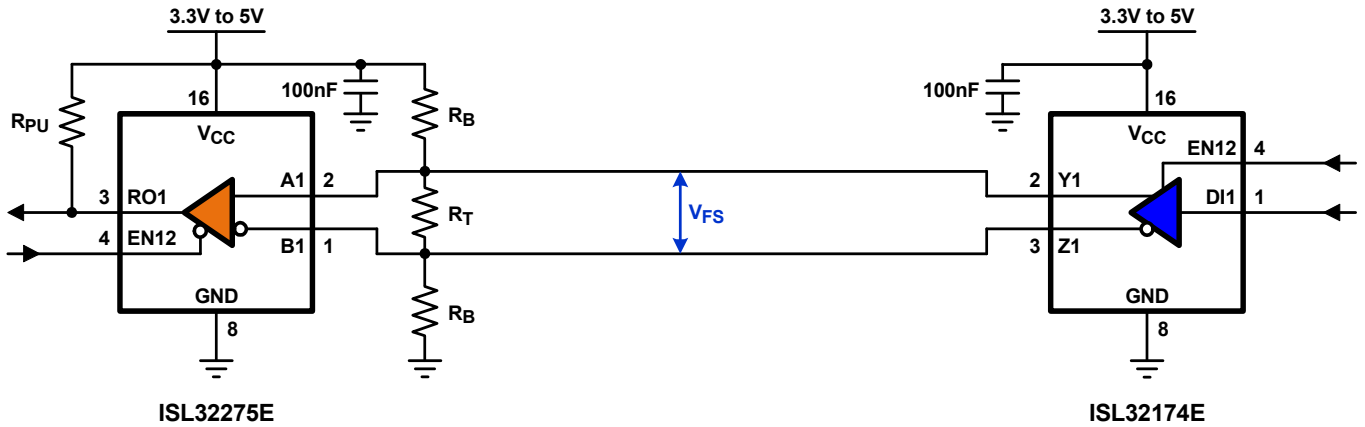 3.3V to 5V
3.3V to 5V
16
100nF
RPU
RB
VCC
A1 2
3 RO1
RT
4 EN12
B1 1
GND
RB
8
VFS
100nF
16
VCC
EN12 4
2 Y1
DI1 1
3 Z1
GND
8
ISL32275E
ISL32174E